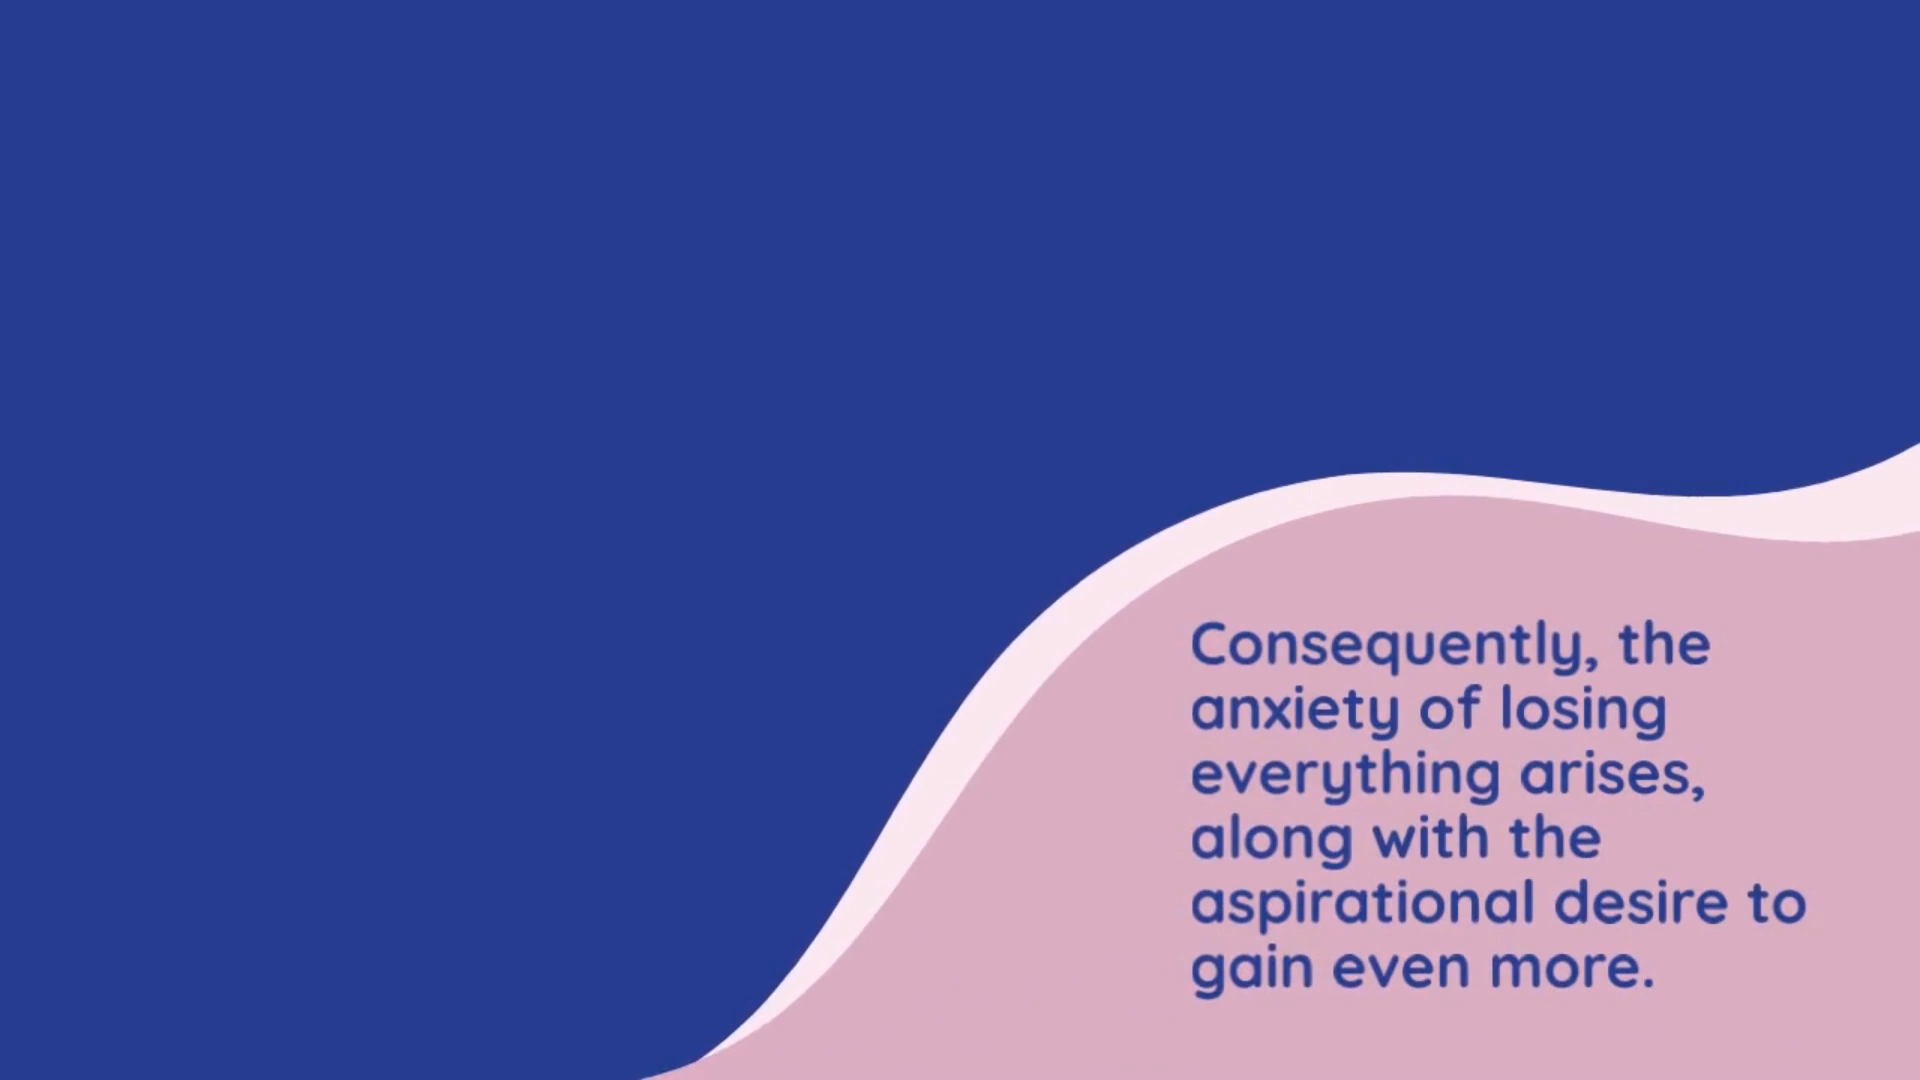 Consequently, the
anxiety of losing
everything arises,
along with the
aspirational desire to
gain even more.